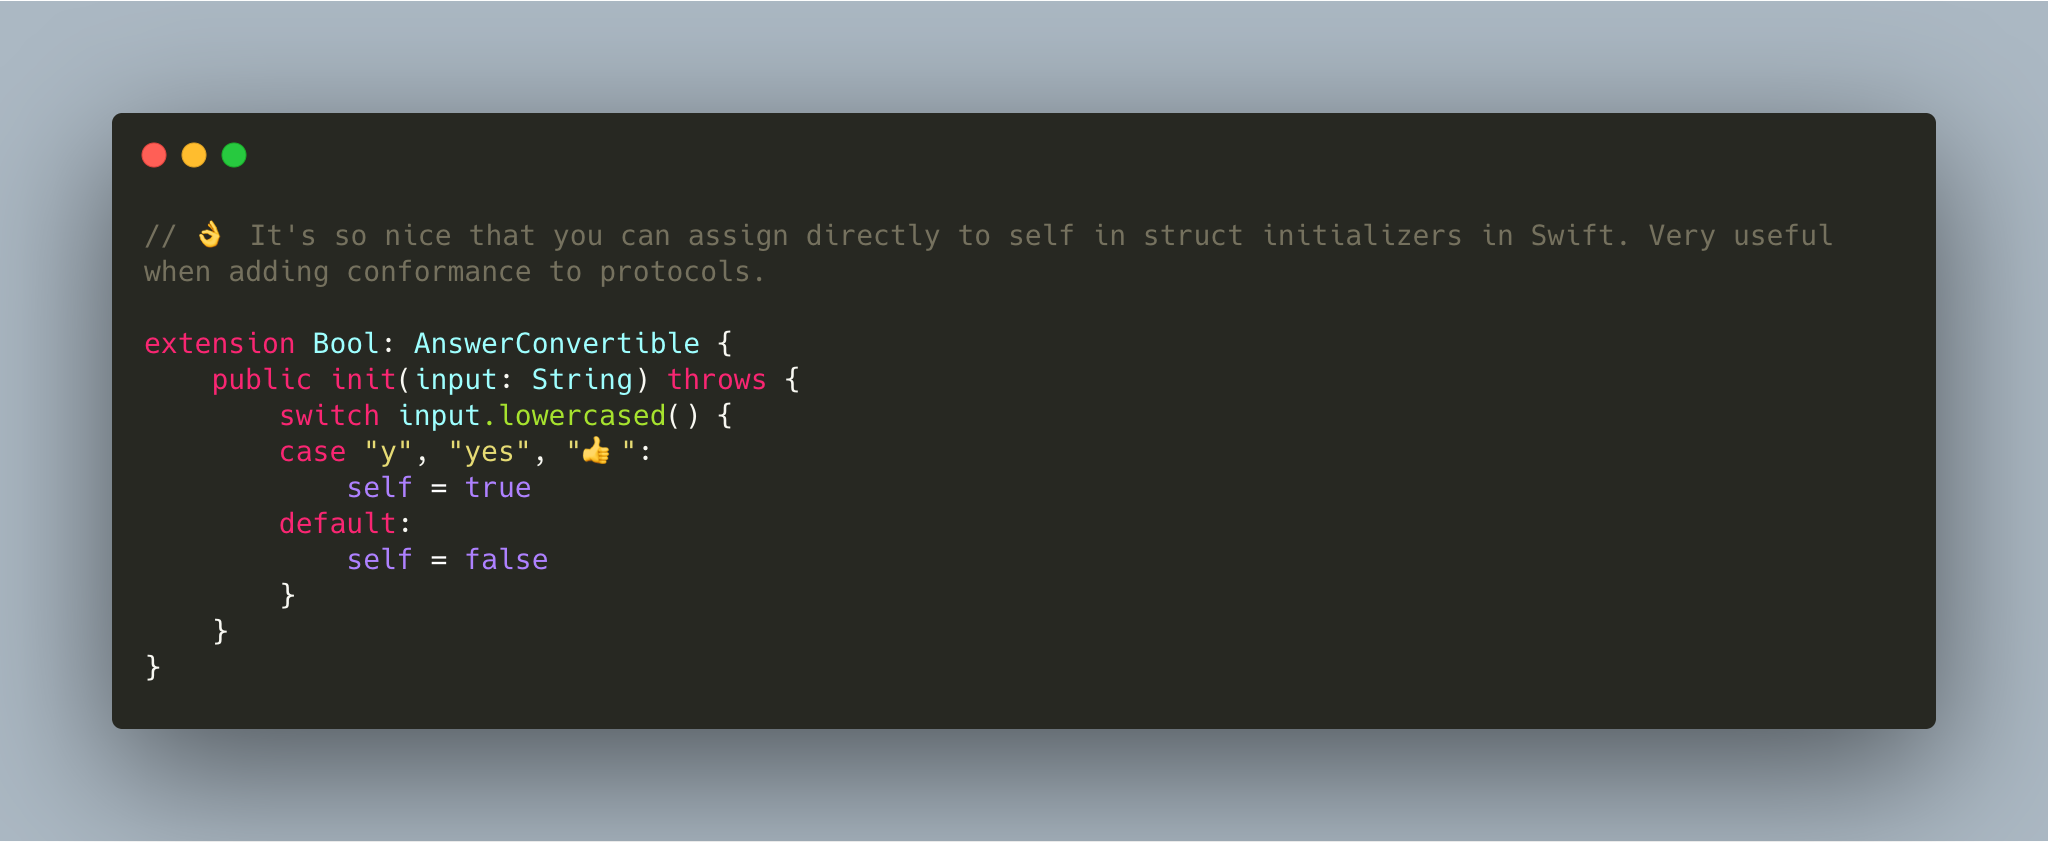 // 👌 It's so nice that you can assign directly to self in struct initializers in Swift. Very useful
when adding conformance to protocols.

extension Bool: AnswerConvertible {
    public init(input: String) throws {
        switch input.lowercased() {
        case "y", "yes", "👍":
            self = true
        default:
            self = false
        }
    }
}